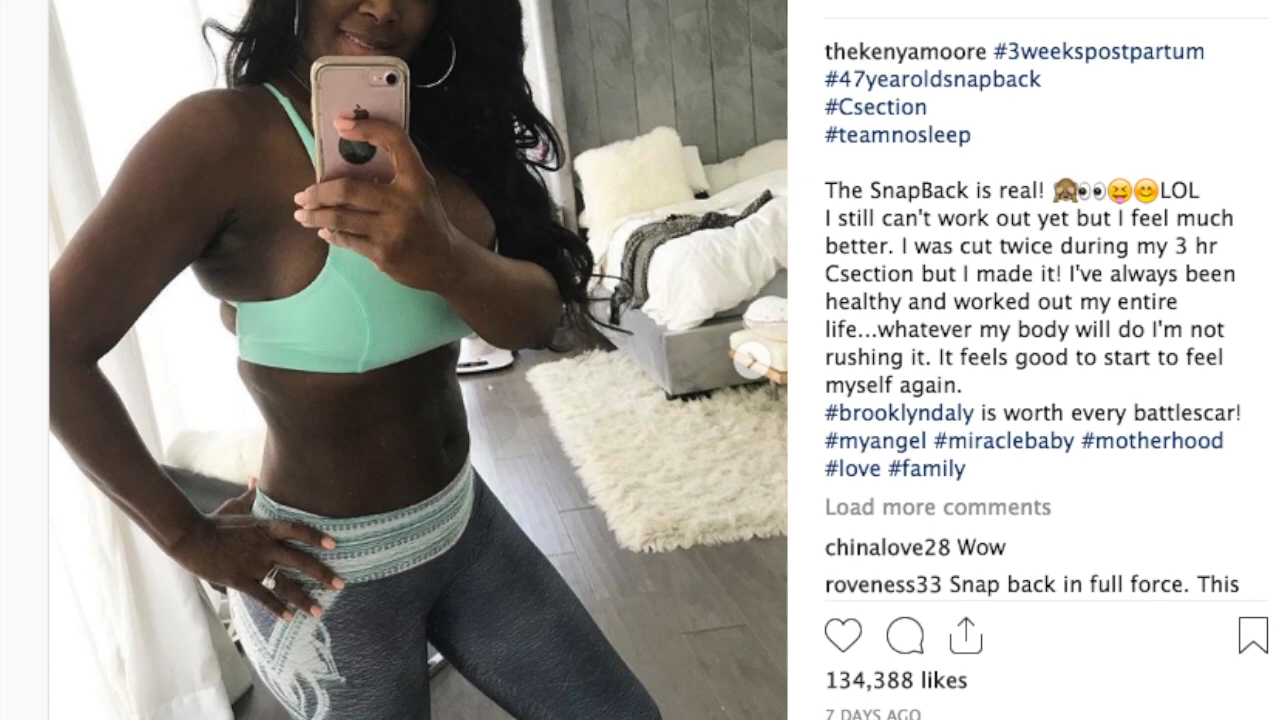 thekenyamoore #3weekspostpartum
#47yearoldsnapback
#Csection
#teamnosleep
The SnapBack is real! 🙈👀😝😊LOL
I still can't work out yet but I feel much
better. I was cut twice during my 3 hr
Csection but I made it! I've always been
healthy and worked out my entire
life...whatever my body will do I'm not
rushing it. It feels good to start to feel
myself again.
#brooklyndaly is worth every battlescar!
#myangel #miraclebaby #motherhood
#love #family
Load more comments
chinalove28 Wow
roveness33 Snap back in full force. This
134,388 likes
7 DAYS AGO